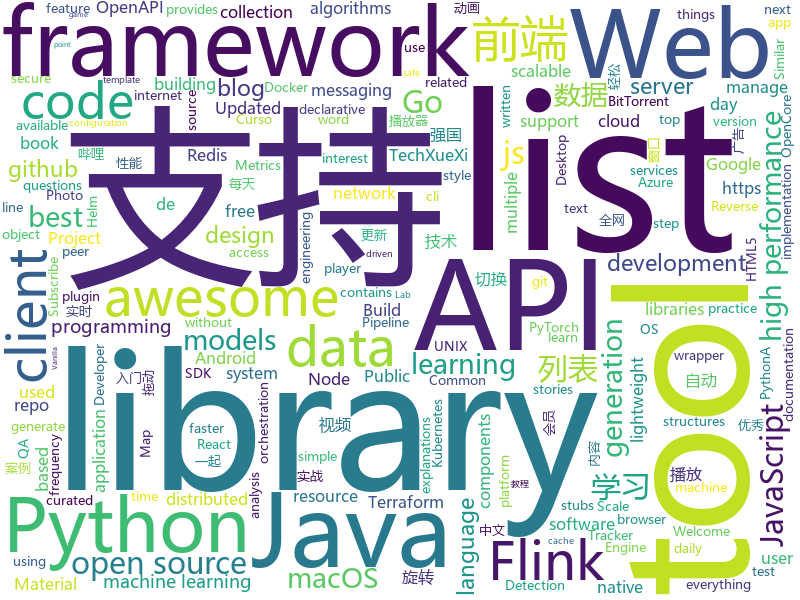 feature
OpenAPI
provides
collection
algorithms
动画
Developer
things
next
game
framework
前端
Web
app
point
use
safe
template
secure
building
Docker
source
blog
messaging
related
scalable
轻松
manage
Similar
internet
declarative
Go
数据
BitTorrent
server
code
Updated
written
day
OpenCore
available
configuration
支持
list
Curso
word
播放器
support
cloud
top
version
广告
book
哔哩
性能
Redis
强国
Desktop
窗口
Google
github
Metrics
interest
TechXueXi
js
services
Azure
high performance
implementation
questions
每天
network
style
multiple
https
Reverse
line
Photo
Helm
de
free
cli
text
step
best
Project
design
engineering
更新
技术
全网
HTML5
object
peer
access
player
driven
client
Subscribe
plugin
实时
contains
Lab
API
切换
git
development
awesome
Build
Pipeline
UNIX
PyTorch
learn
libraries
practice
programming
models
data
列表
generation
OS
documentation
used
Android
learning
wrapper
repo
入门
拖动
SDK
system
Node
Public
Common
stories
lightweight
自动
PythonA
JavaScript
Vanilla
generate
library
tool
faster
React
Map
视频
orchestration
explanations
Kubernetes
components
会员
structures
优秀
QA
案例
based
application
一起
simple
实战
platform
内容
播放
frequency
Python
Java
analysis
resource
学习
machine
curated
time
distributed
Terraform
language
教程
stubs
Scale
browser
Welcome
user
software
Tracker
daily
test
open source
Flink
中文
Engine
Material
using
machine learning
macOS
旋转
cache
Detection
native
everything
without